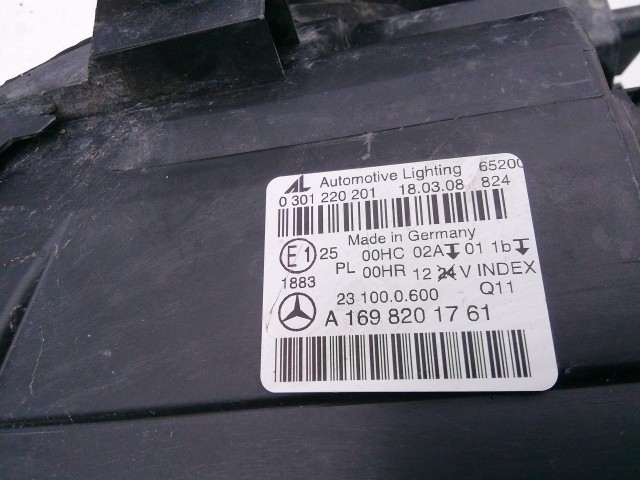 AL Automotive Lighting 65200
0 301 220 201 18.03.08 824
Made in Germany
E1 25 00HC 02A 01 1b
PL 00HR 12 24 V INDEX
1883 23 100.0.600 Q11
A 169 820 17 61